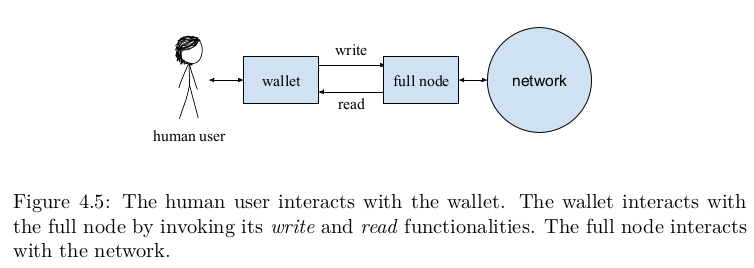 write
wallet
full node
network
read
human user
Figure 4.5: The human user interacts with the wallet. The wallet interacts with
the full node by invoking its write and read functionalities. The full node interacts
with the network.